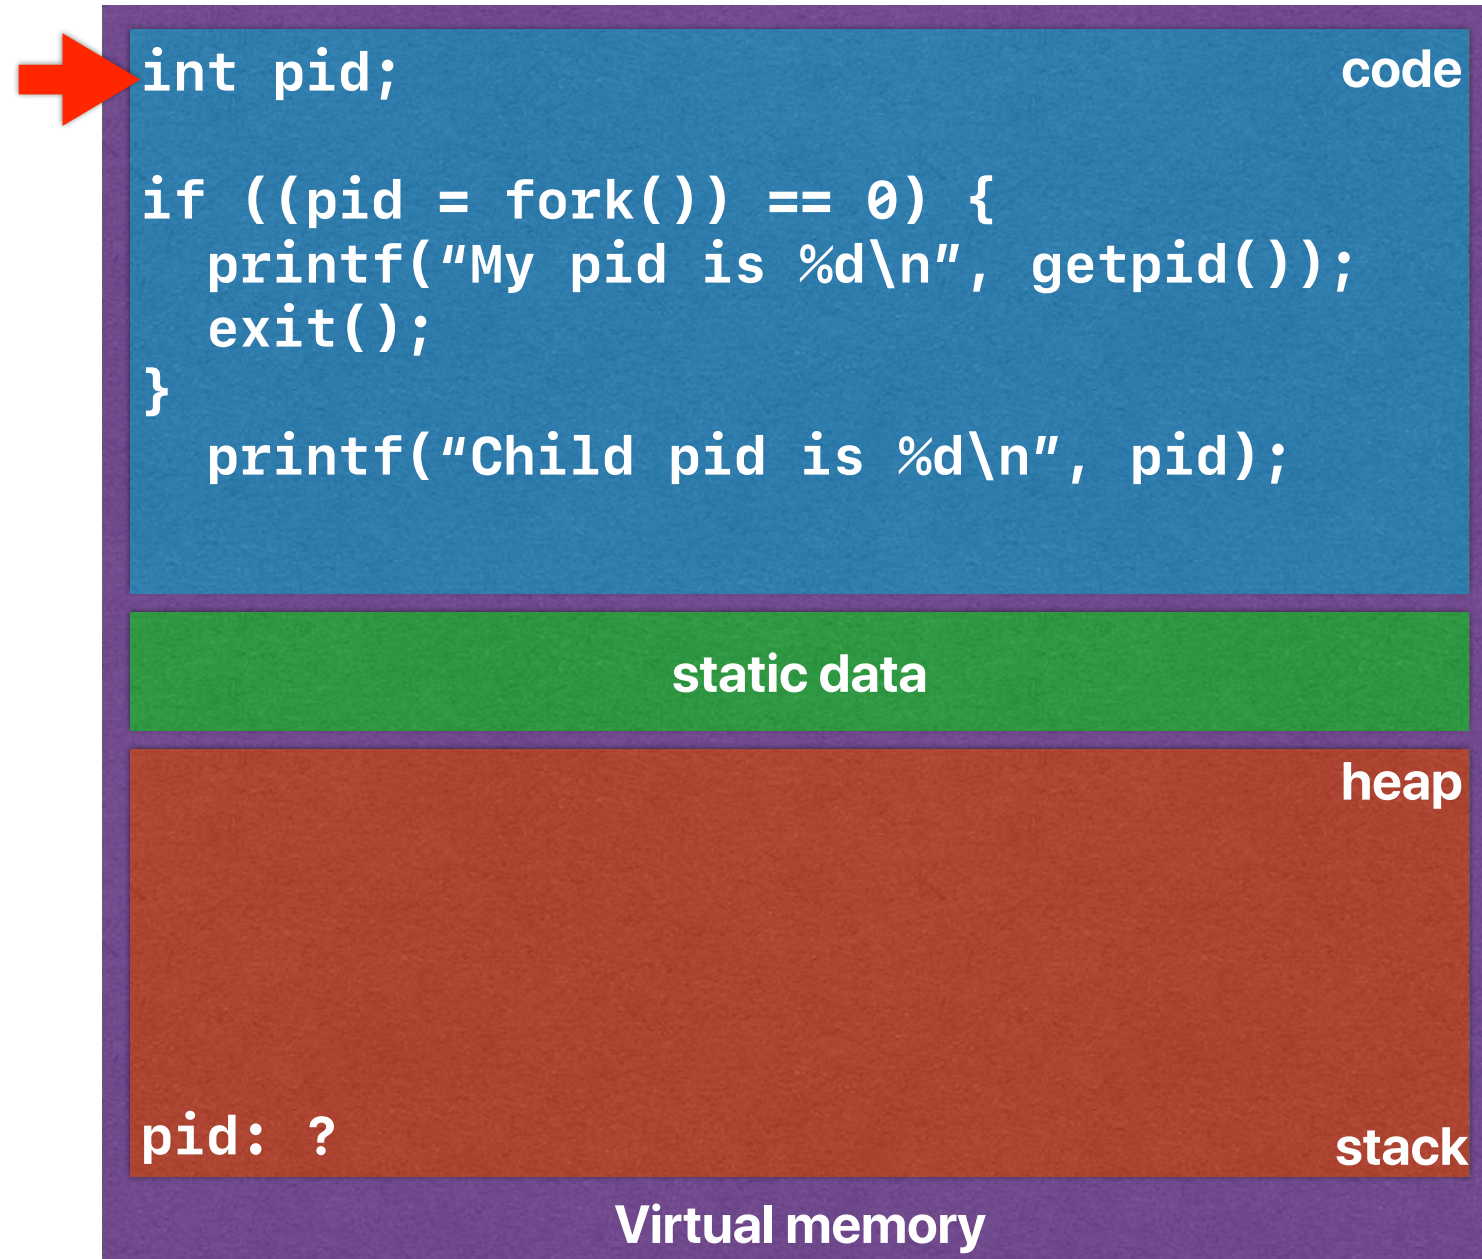 int pid;
code
if ((pid = fork()) == 0) {
  printf(“My pid is %d\n”, getpid());
  exit();
}
  printf(“Child pid is %d\n”, pid);
static data
heap
pid: ?
stack
Virtual memory